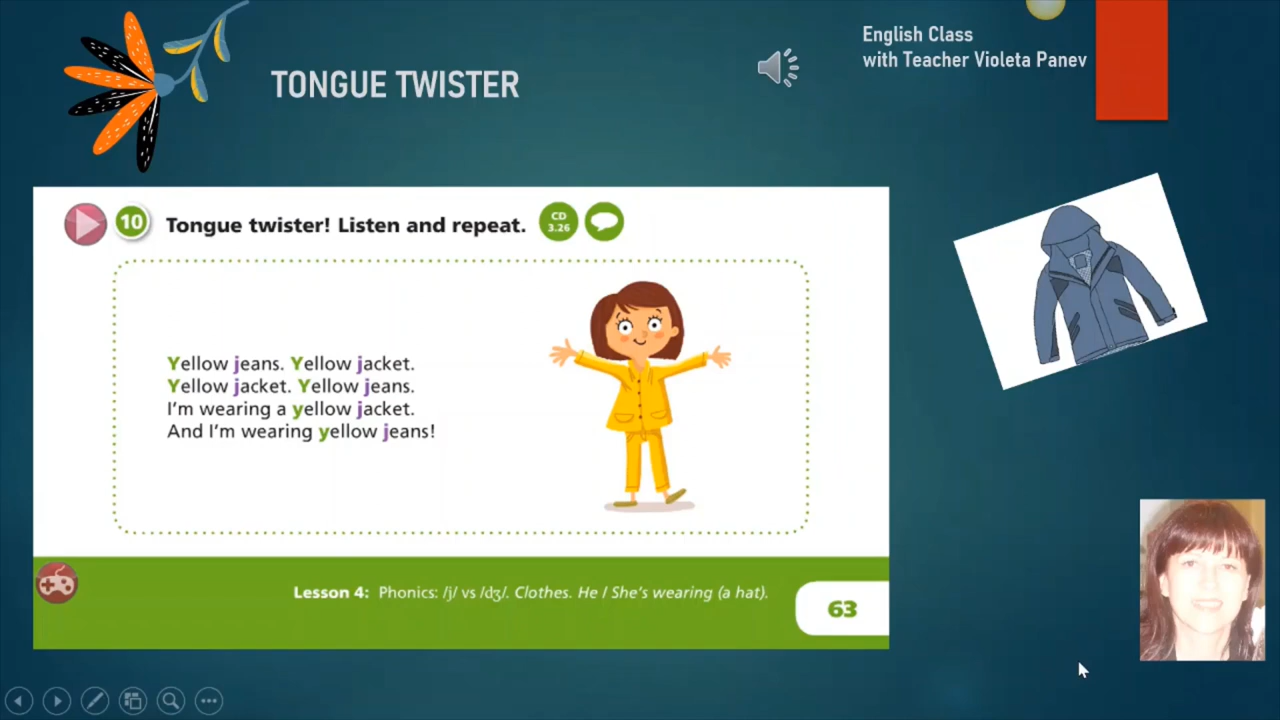 English Class
with Teacher Violeta Panev
TONGUE TWISTER
10 Tongue twister! Listen and repeat. CD 3.26
Yellow jeans. Yellow jacket.
Yellow jacket. Yellow jeans.
I'm wearing a yellow jacket.
And I'm wearing yellow jeans!
Lesson 4: Phonics: /j/ vs /dʒ/. Clothes. He / She's wearing (a hat).
63